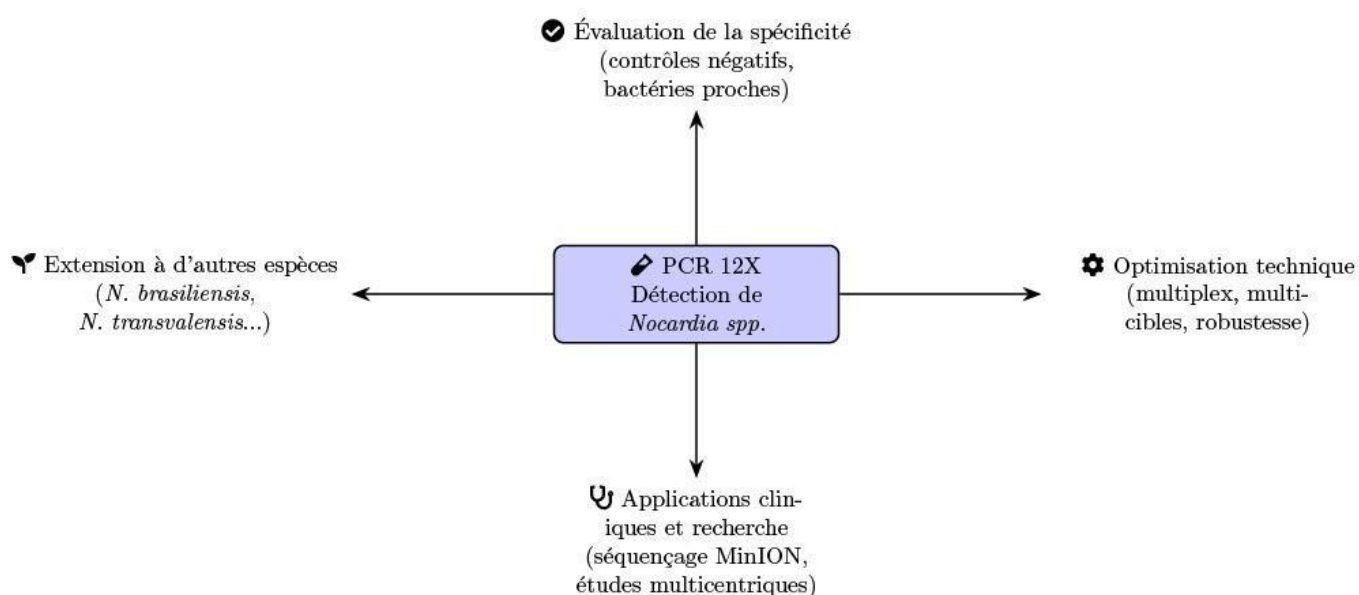 Évaluation de la spécificité
(contrôles négatifs,
bactéries proches)
Extension à d'autres espèces
(N. brasiliensis,
N. transvalensis...)
PCR 12X
Détection de
Nocardia spp.
Optimisation technique
(multiplex, multi-
cibles, robustesse)
Applications clin-
iques et recherche
(séquençage MinION,
études multicentriques)